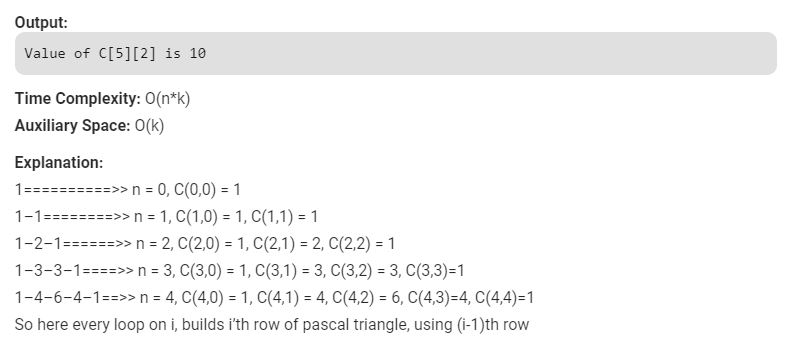 Output:
Value of C[5][2] is 10
Time Complexity: O(n*k)
Auxiliary Space: O(k)
Explanation:
1==========>> n = 0, C(0,0) = 1
1–1========>> n = 1, C(1,0) = 1, C(1,1) = 1
1–2–1======>> n = 2, C(2,0) = 1, C(2,1) = 2, C(2,2) = 1
1–3–3–1====>> n = 3, C(3,0) = 1, C(3,1) = 3, C(3,2) = 3, C(3,3)=1
1–4–6–4–1==>> n = 4, C(4,0) = 1, C(4,1) = 4, C(4,2) = 6, C(4,3)=4, C(4,4)=1
So here every loop on i, builds i’th row of pascal triangle, using (i-1)th row